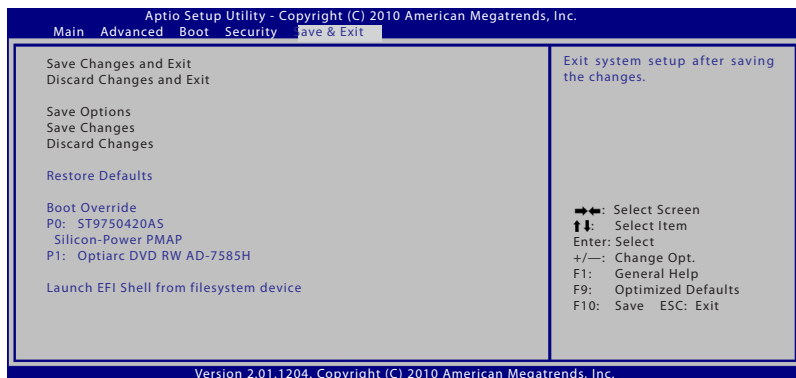 Aptio Setup Utility - Copyright (C) 2010 American Megatrends, Inc.
Main Advanced Boot Security Save & Exit
Save Changes and Exit
Discard Changes and Exit
Save Options
Save Changes
Discard Changes
Restore Defaults
Boot Override
P0: ST9750420AS
Silicon-Power PMAP
P1: Optiarc DVD RW AD-7585H
Launch EFI Shell from filesystem device
Exit system setup after saving
the changes.
→←: Select Screen
↑↓: Select Item
Enter: Select
+/—: Change Opt.
F1: General Help
F9: Optimized Defaults
F10: Save ESC: Exit
Version 2.01.1204. Copyright (C) 2010 American Megatrends, Inc.